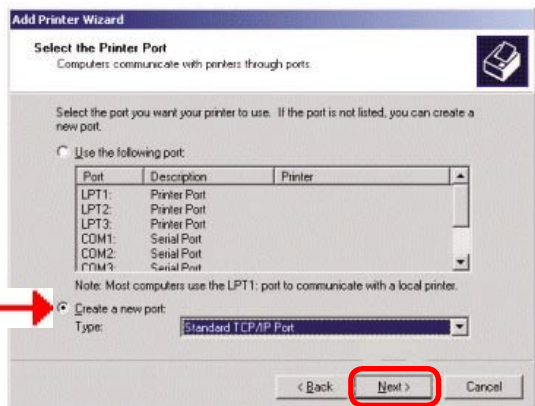 Add Printer Wizard
Select the Printer Port
Computers communicate with printers through ports.
Select the port you want your printer to use. If the port is not listed, you can create a
new port.
Use the following port:
Port Description Printer
LPT1: Printer Port
LPT2: Printer Port
LPT3: Printer Port
COM1: Serial Port
COM2: Serial Port
COM3: Serial Port
Note: Most computers use the LPT1: port to communicate with a local printer.
Create a new port:
Type: Standard TCP/IP Port
< Back Next > Cancel